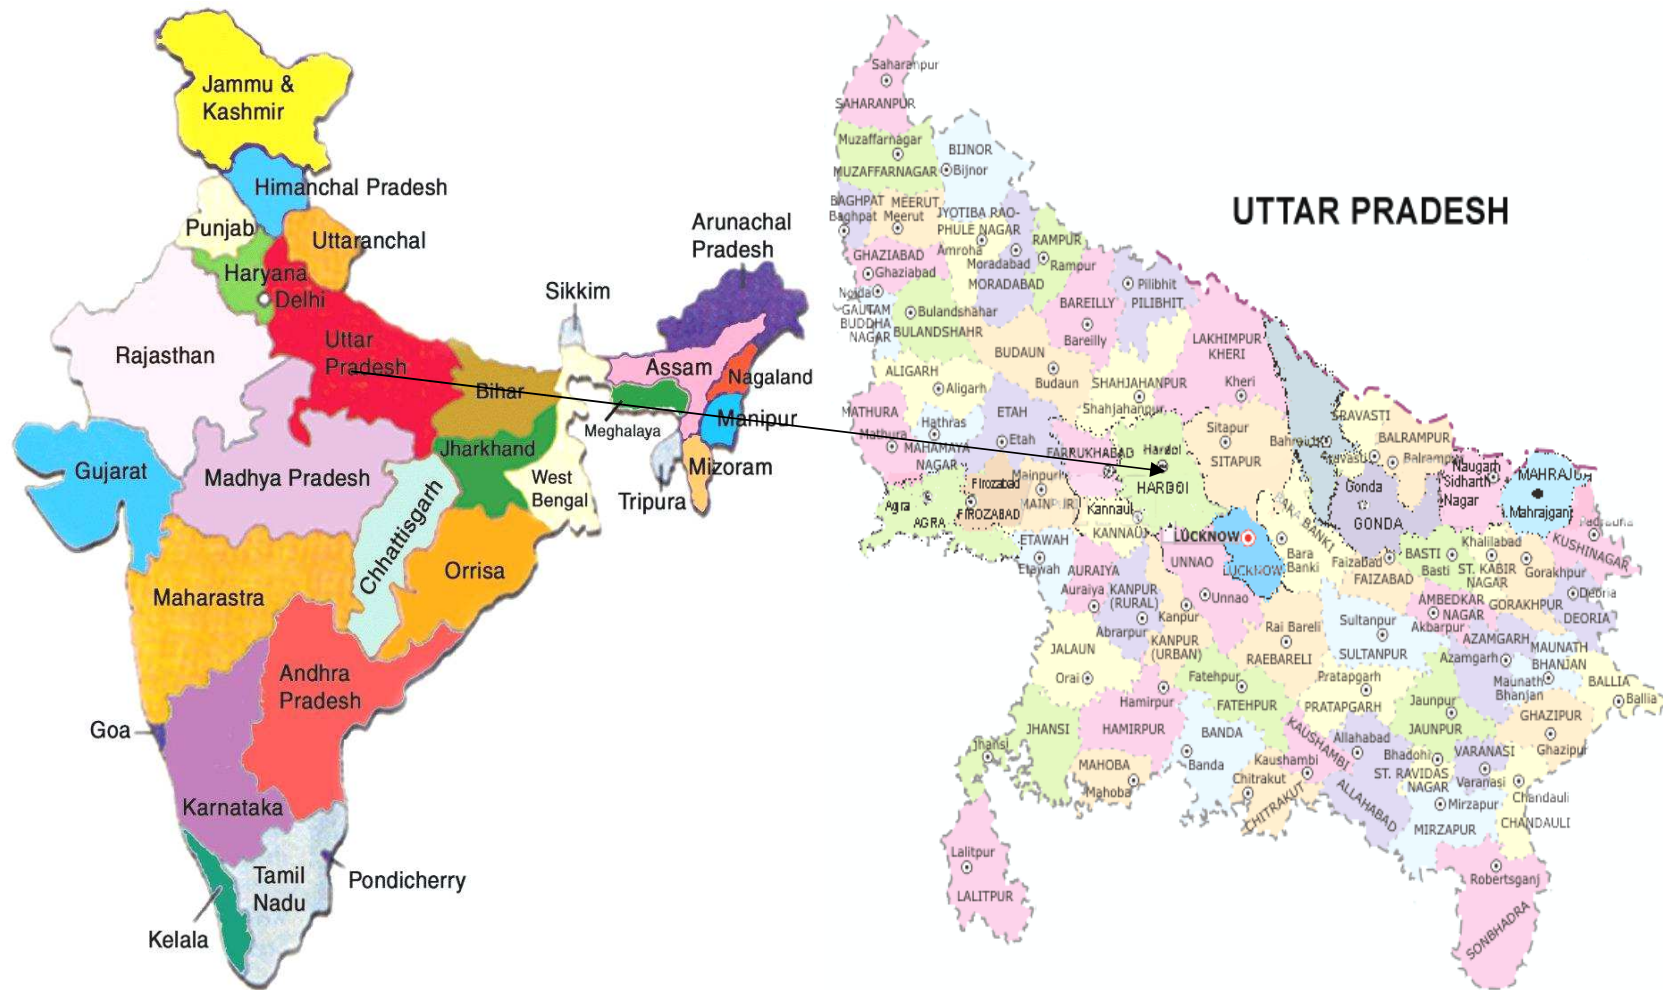 Jammu &
Kashmir
Himanchal Pradesh
Punjab
Uttaranchal
Haryana
Delhi
Rajasthan
Uttar
Pradesh
Bihar
Sikkim
Arunachal
Pradesh
Assam
Nagaland
Manipur
Meghalaya
Mizoram
Tripura
Gujarat
Madhya Pradesh
Jharkhand
West
Bengal
Chhattisgarh
Orrisa
Maharastra
Andhra
Pradesh
Goa
Karnataka
Tamil
Nadu
Pondicherry
Kelala
UTTAR PRADESH
Saharanpur
SAHARANPUR
Muzaffarnagar
MUZAFFARNAGAR
BIJNOR
Bijnor
BAGHPAT
Baghpat
MEERUT
Meerut
JYOTIBA RAO-
PHULE NAGAR
Amroha
Moradabad
MORADABAD
RAMPUR
Rampur
GHAZIABAD
Ghaziabad
Noida
GAUTAM
BUDDHA
NAGAR
Bulandshahar
BULANDSHAHR
BAREILLY
Bareilly
Pilibhit
PILIBHIT
BUDAUN
Budaun
LAKHIMPUR
KHERI
Kheri
SHAHJAHANPUR
Shahjahanpur
ALIGARH
Aligarh
MATHURA
Mathura
Hathras
MAHAMAYA
NAGAR
ETAH
Etah
FARRUKHABAD
Hardoi
HARDOI
Sitapur
SITAPUR
SRAVASTI
BALRAMPUR
Balrampur
Naugarh
Sidharth
Nagar
MAHRAJGH
Mahrajganj
Agra
AGRA
Firozabad
FIROZABAD
Mainpuri
MAINPURI
Kannauj
KANNAUJ
ETAWAH
Etawah
AURAIYA
Auraiya
KANPUR
(RURAL)
Abrarpur
Kanpur
KANPUR
(URBAN)
LUCKNOW
LUCKNOW
UNNAO
Unnao
BARA BANKI
Bara
Banki
Gonda
GONDA
Faizabad
FAIZABAD
BASTI
Basti
Khalilabad
ST. KABIR
NAGAR
Gorakhpur
GORAKHPUR
KUSHINAGAR
Deoria
DEORIA
AMBEDKAR
NAGAR
Akbarpur
Sultanpur
SULTANPUR
Rai Bareli
RAEBARELI
AZAMGARH
Azamgarh
MAUNATH
BHANJAN
Maunath
Bhanjan
BALLIA
Ballia
JALAUN
Orai
Hamirpur
HAMIRPUR
Fatehpur
FATEHPUR
Pratapgarh
PRATAPGARH
Jaunpur
JAUNPUR
GHAZIPUR
Ghazipur
JHANSI
Jhansi
MAHOBA
Mahoba
BANDA
Banda
KAUSHAMBI
Kaushambi
Chitrakut
CHITRAKUT
Allahabad
ALLAHABAD
Bhadohi
ST. RAVIDAS
NAGAR
VARANASI
Varanasi
Mirzapur
MIRZAPUR
Chandauli
CHANDAULI
Lalitpur
LALITPUR
Robertsganj
SONBHADRA